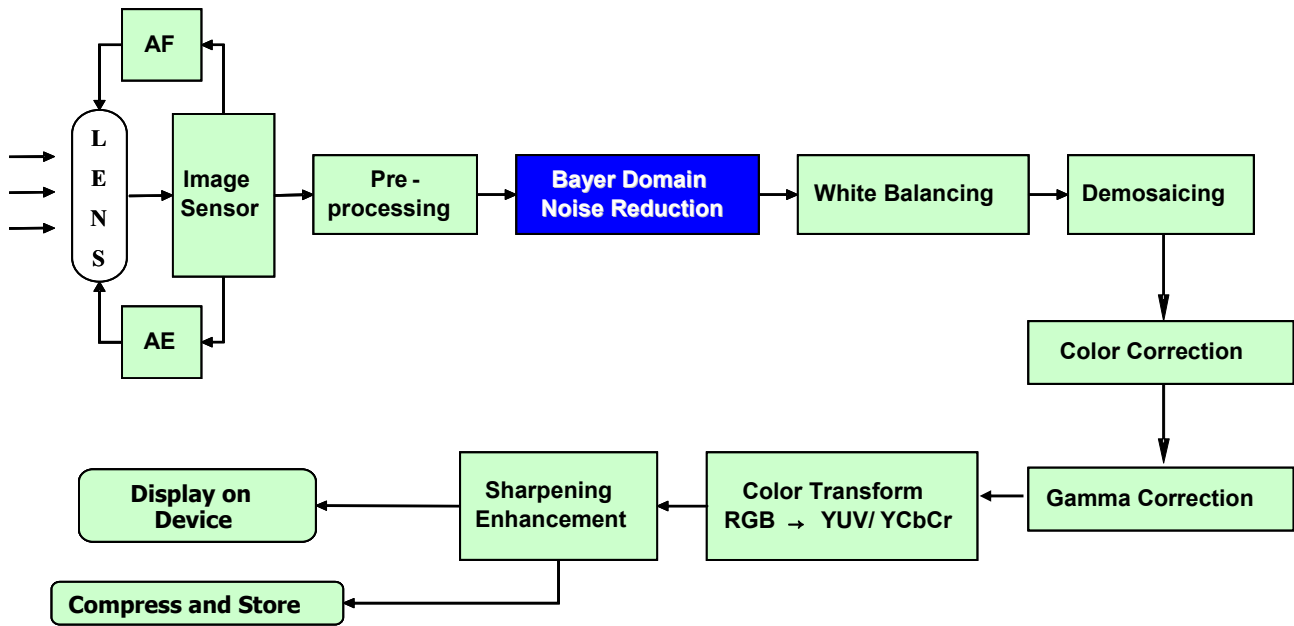 AF
L
E
N
S
Image
Sensor
AE
Pre -
processing
Bayer Domain
Noise Reduction
White Balancing
Demosaicing
Color Correction
Gamma Correction
Color Transform
RGB → YUV/ YCbCr
Sharpening
Enhancement
Display on
Device
Compress and Store